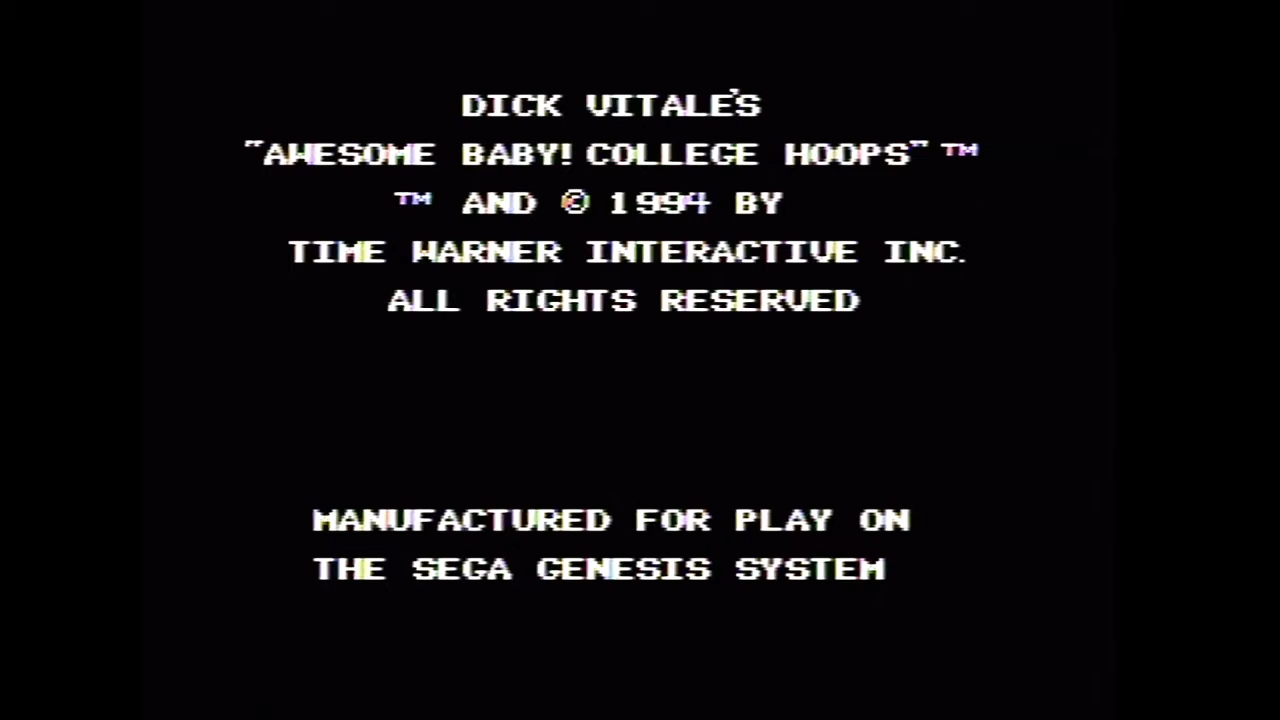 DICK VITALE'S
"AWESOME BABY! COLLEGE HOOPS" ™
™ AND © 1994 BY
TIME WARNER INTERACTIVE INC.
ALL RIGHTS RESERVED
MANUFACTURED FOR PLAY ON
THE SEGA GENESIS SYSTEM